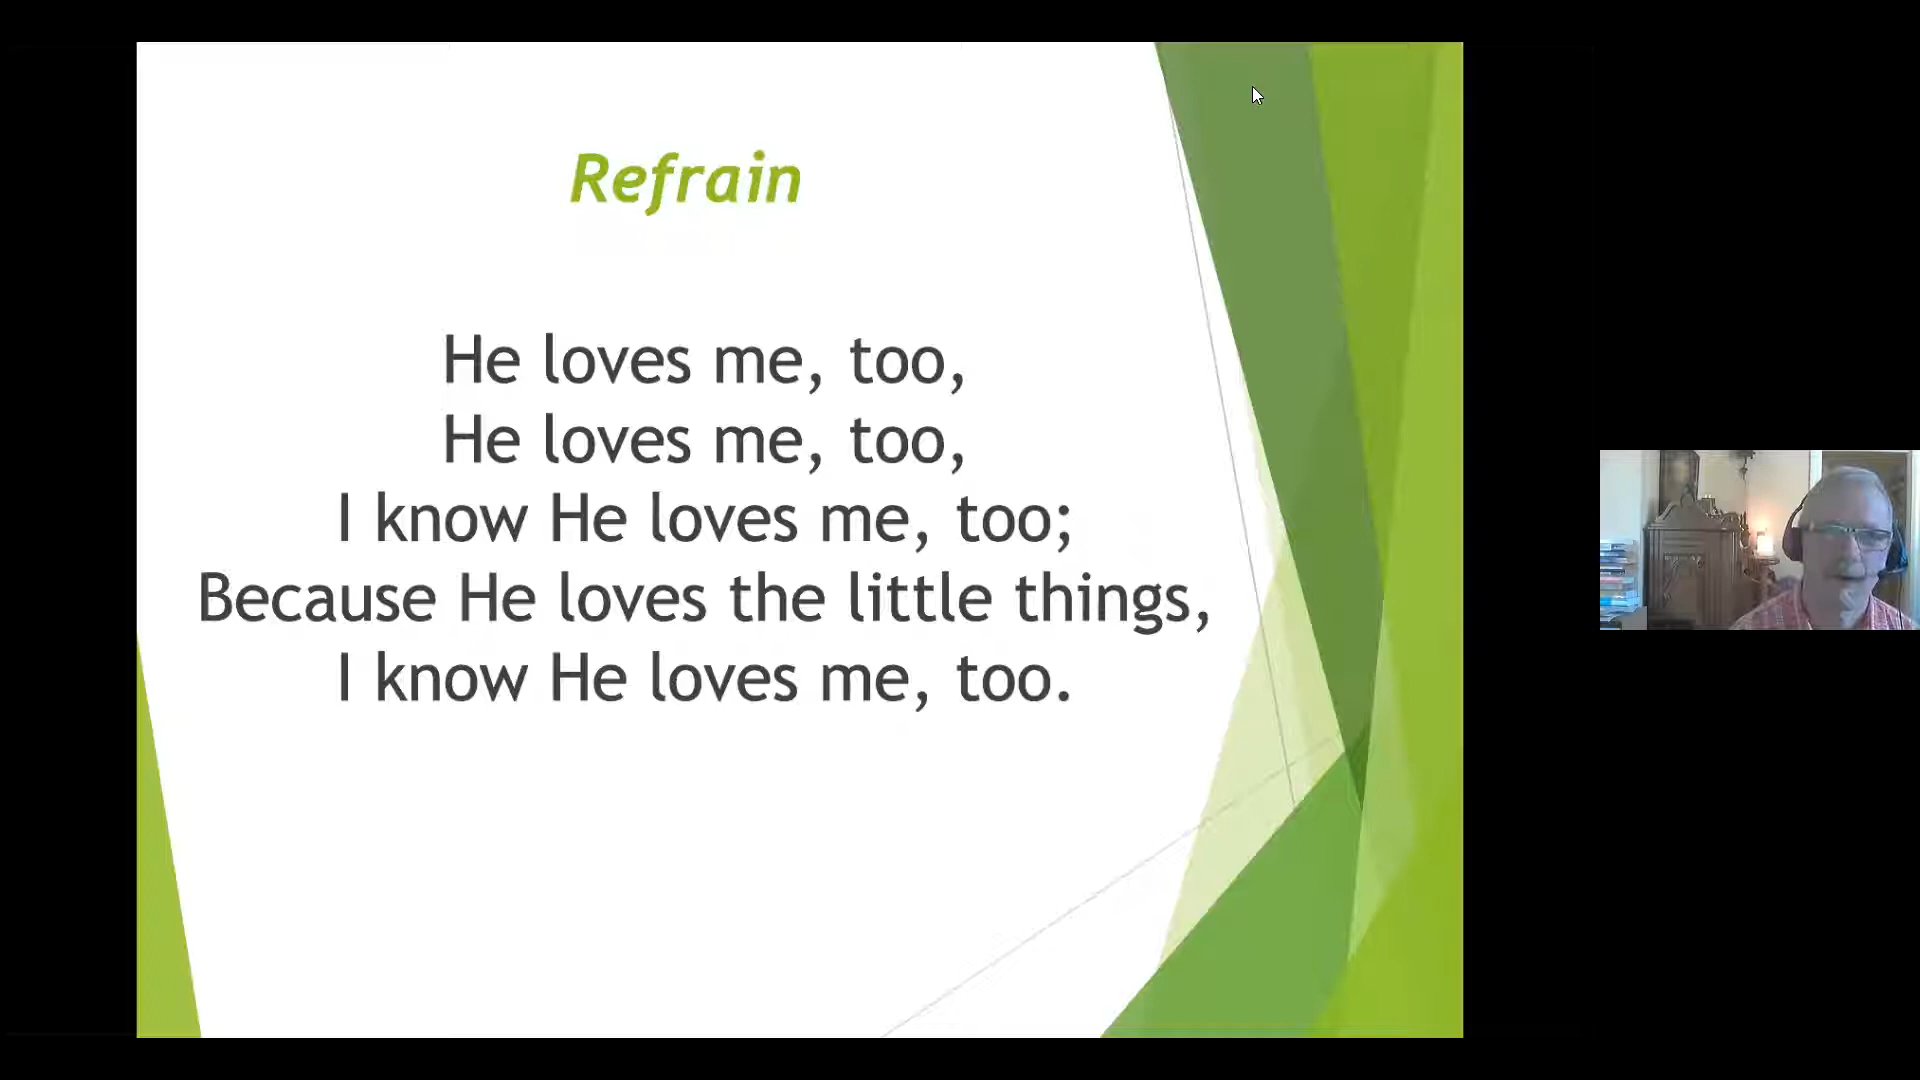 Refrain
He loves me, too,
He loves me, too,
I know He loves me, too;
Because He loves the little things,
I know He loves me, too.